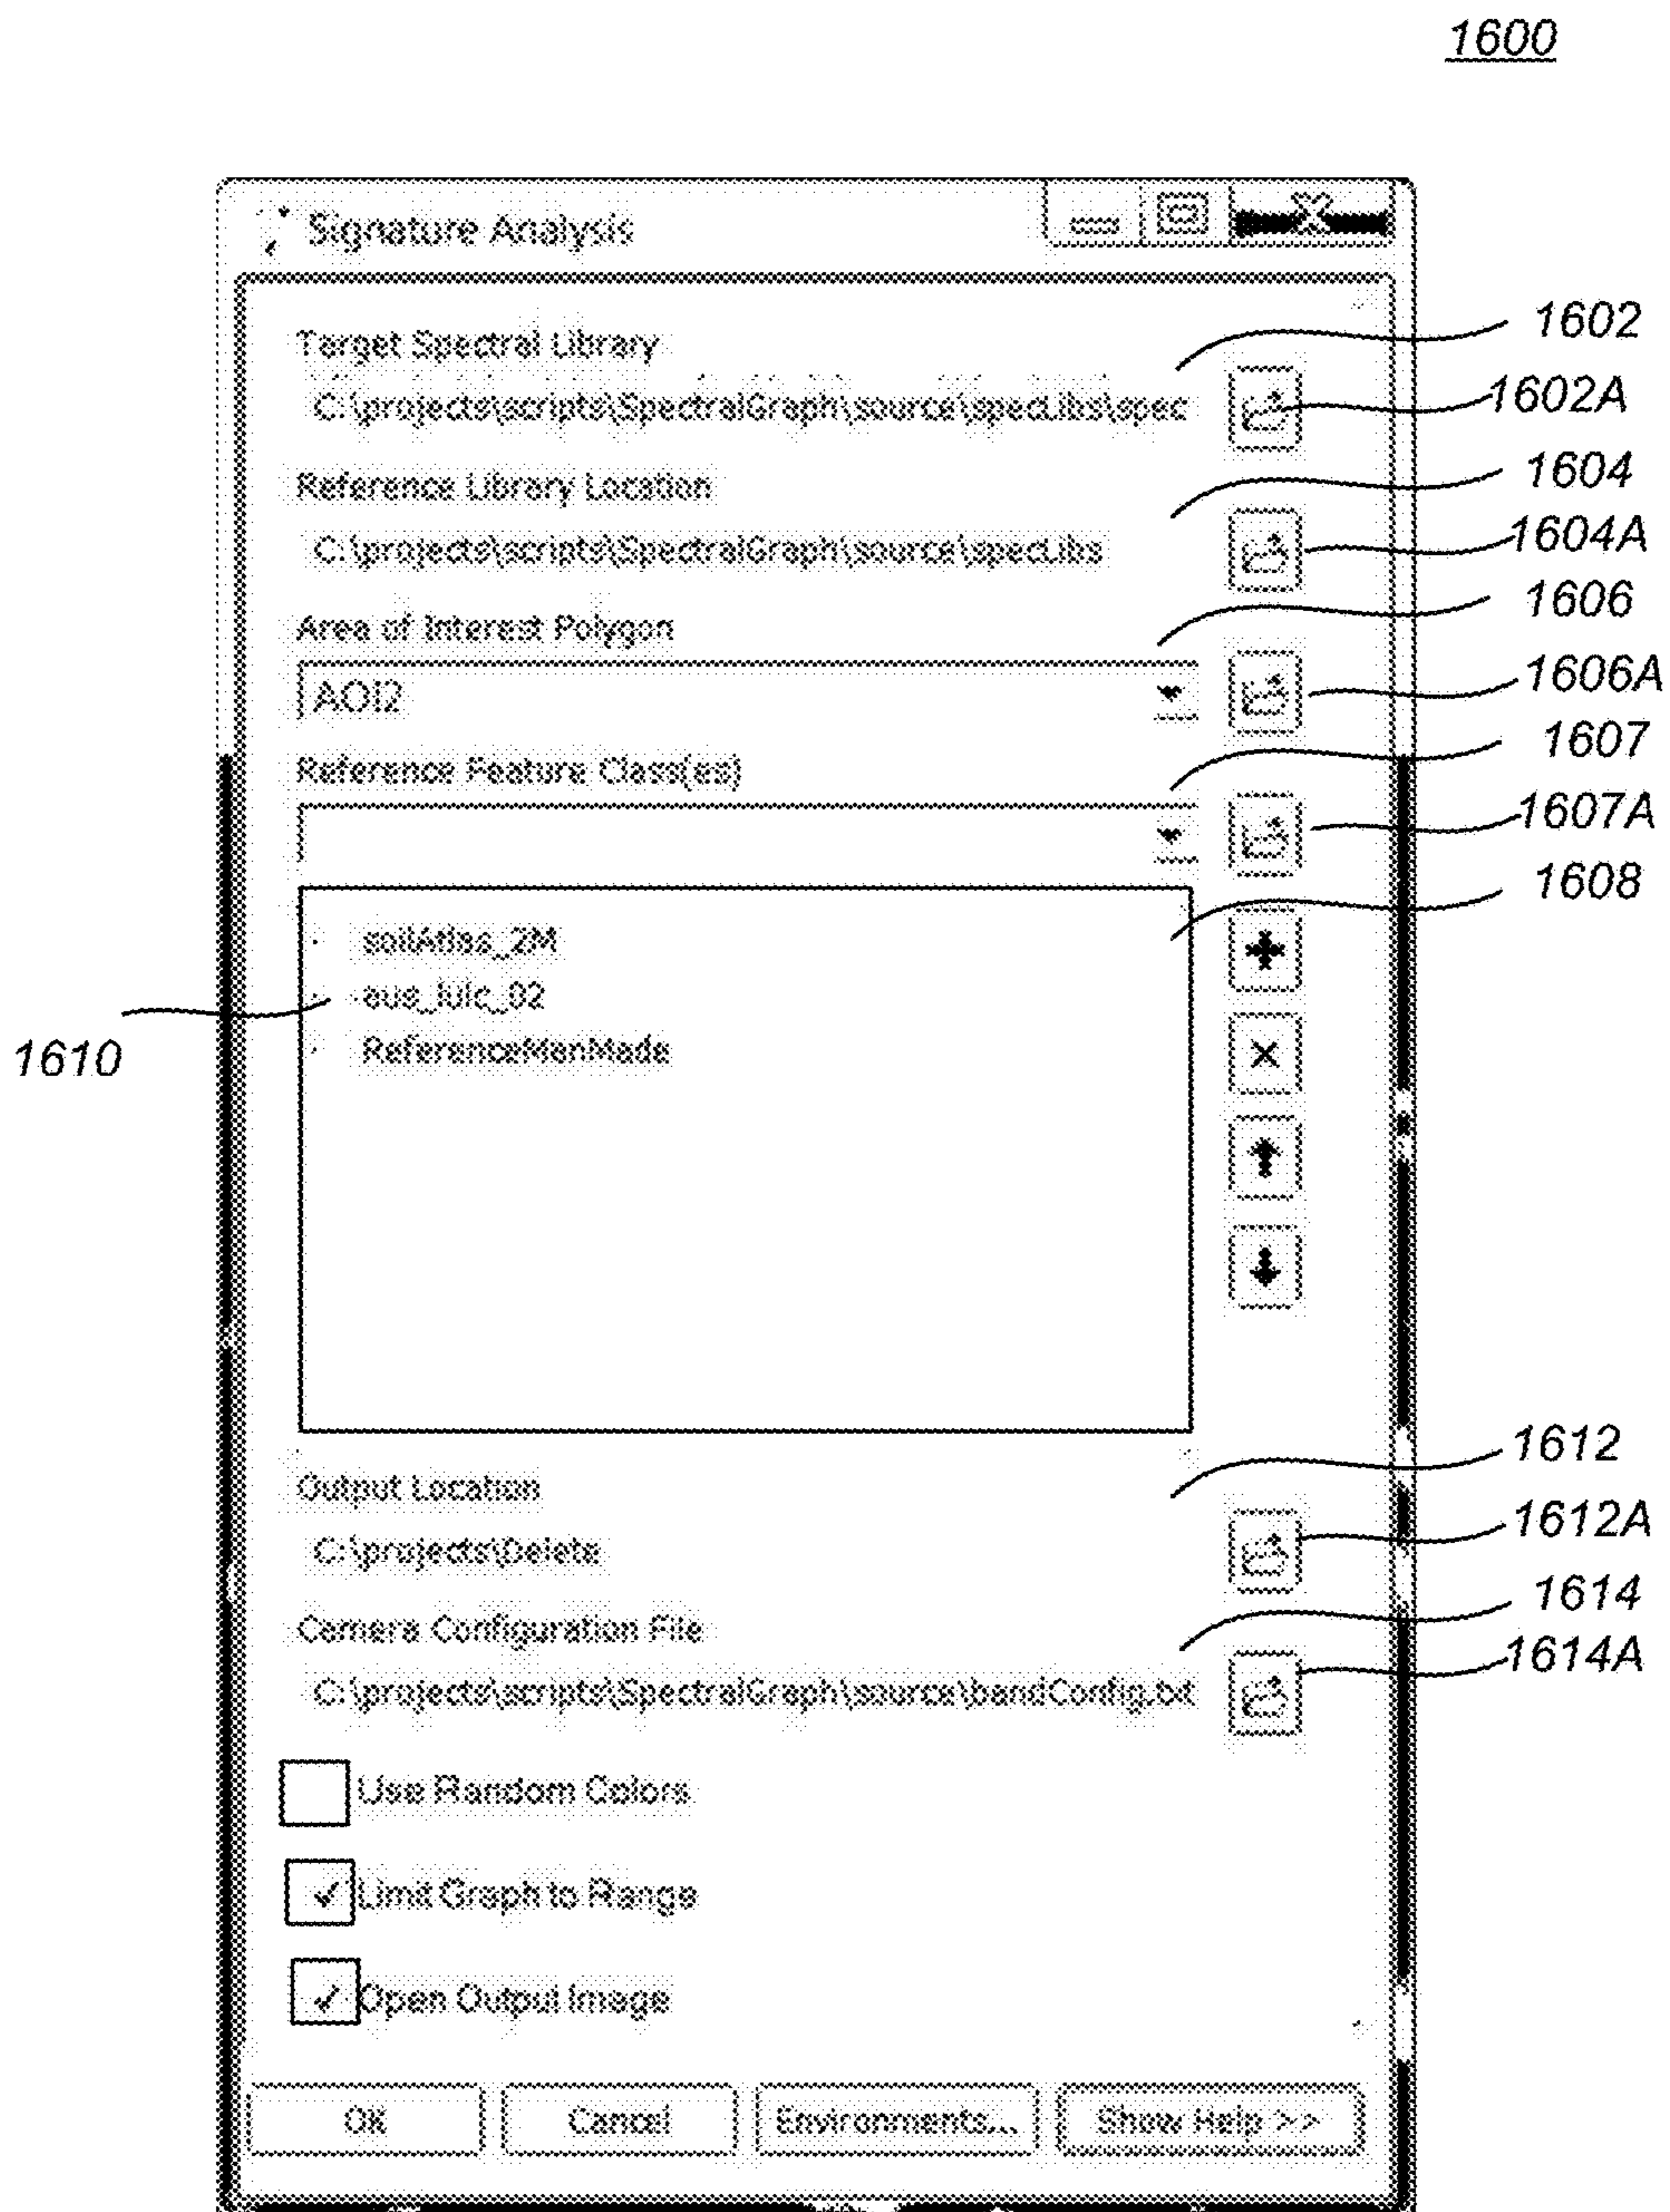 1600
Signature Analysis
Target Spectral Library
1602
C:\projects\scripts\SpectralGraph\source\specLibs\spec
1602A
Reference Library Location
1604
C:\projects\scripts\SpectralGraph\source\specLibs
1604A
Area of Interest Polygon
1606
AOI2
1606A
Reference Feature Class(es)
1607
1607A
1608
soilAtlas_2M
aus_lulc_02
1610
ReferenceManMade
Output Location
1612
C:\projects\Delete
1612A
Camera Configuration File
1614
C:\projects\scripts\SpectralGraph\source\bandConfig.txt
1614A
Use Random Colors
Limit Graph to Range
Open Output Image
OK
Cancel
Environments...
Show Help >>